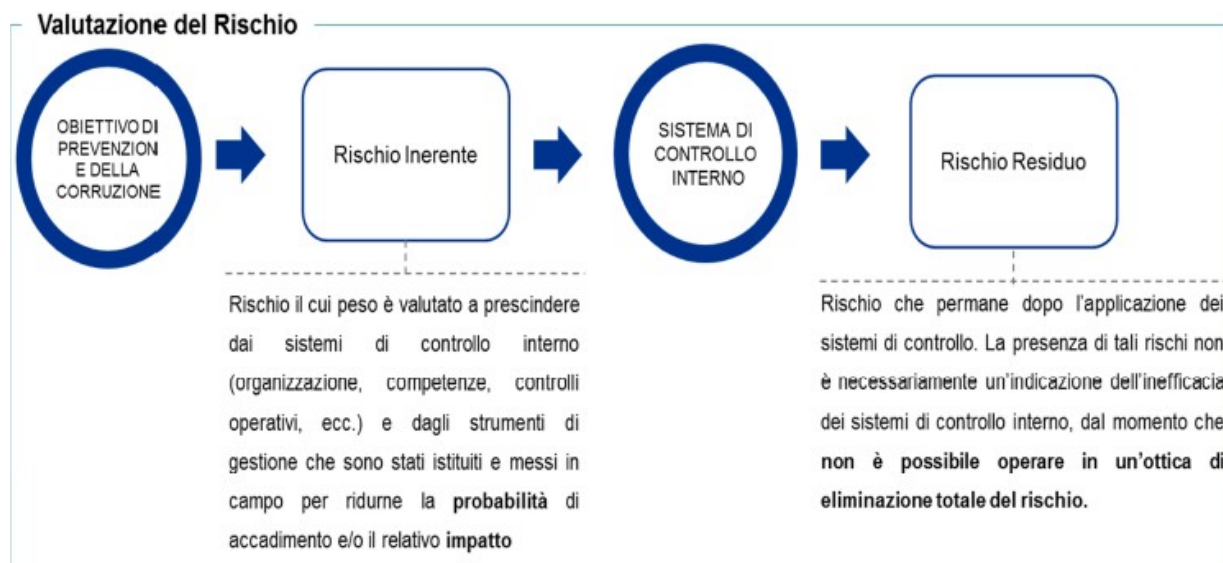 Valutazione del Rischio
OBIETTIVO DI
PREVENZION
E DELLA
CORRUZIONE
Rischio Inerente
SISTEMA DI
CONTROLLO
INTERNO
Rischio Residuo
Rischio il cui peso è valutato a prescindere
dai sistemi di controllo interno
(organizzazione, competenze, controlli
operativi, ecc.) e dagli strumenti di
gestione che sono stati istituiti e messi in
campo per ridurne la probabilità di
accadimento e/o il relativo impatto
Rischio che permane dopo l'applicazione dei
sistemi di controllo. La presenza di tali rischi non
è necessariamente un'indicazione dell'inefficacia
dei sistemi di controllo interno, dal momento che
non è possibile operare in un'ottica di
eliminazione totale del rischio.